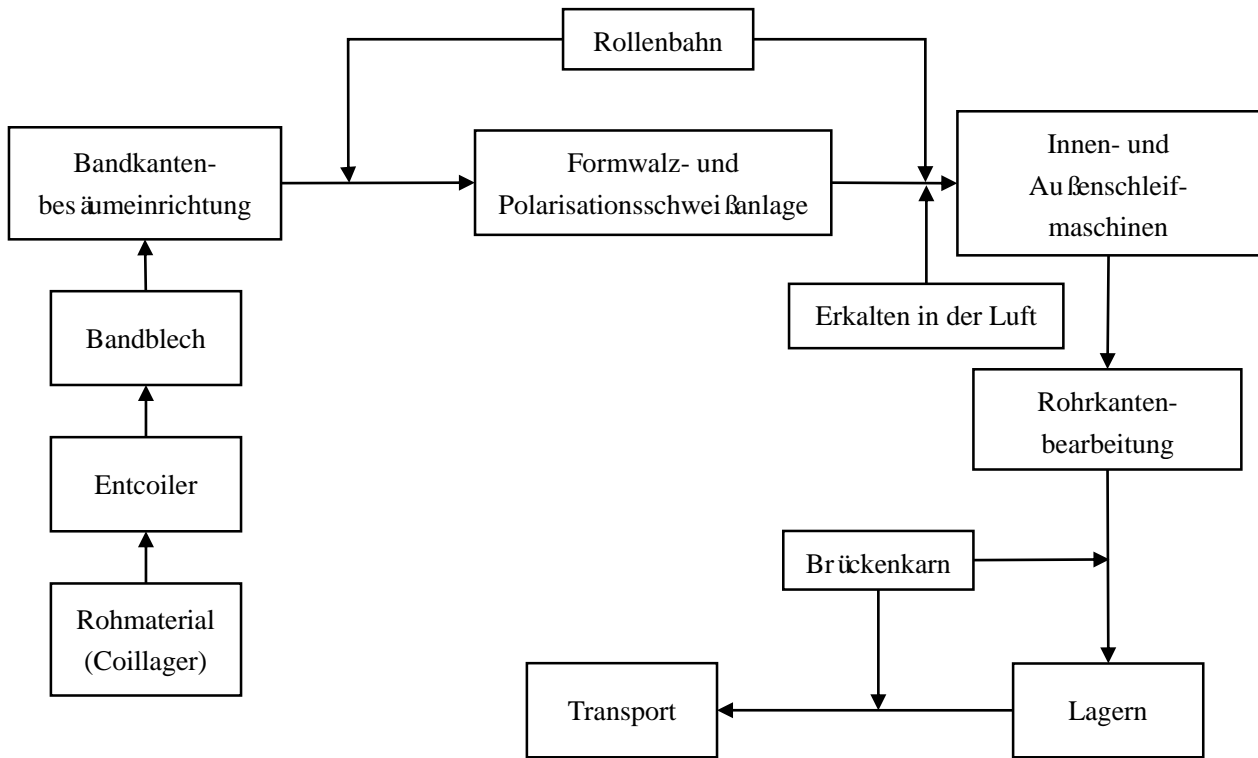 Rollenbahn
Bandkanten-
besäumeinrichtung
Formwalz- und
Polarisationsschweißanlage
Innen- und
Außenschleif-
maschinen
Erkalten in der Luft
Bandblech
Rohrkanten-
bearbeitung
Entcoiler
Brückenkarn
Rohmaterial
(Coillager)
Transport
Lagern